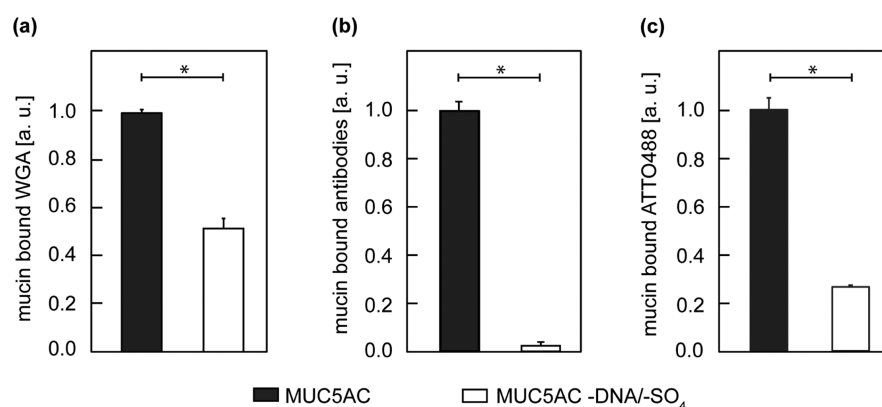 (a)
mucin bound WGA [a. u.]
1.0
0.8
0.6
0.4
0.2
0.0
*
(b)
mucin bound antibodies [a. u.]
1.0
0.8
0.6
0.4
0.2
0.0
*
(c)
mucin bound ATTO488 [a. u.]
1.0
0.8
0.6
0.4
0.2
0.0
*
MUC5AC
MUC5AC -DNA/-SO₄